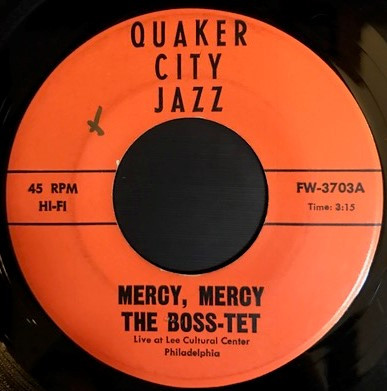 QUAKER
CITY
JAZZ
45 RPM
HI-FI
FW-3703A
Time: 3:15
MERCY, MERCY
THE BOSS-TET
Live at Lee Cultural Center
Philadelphia